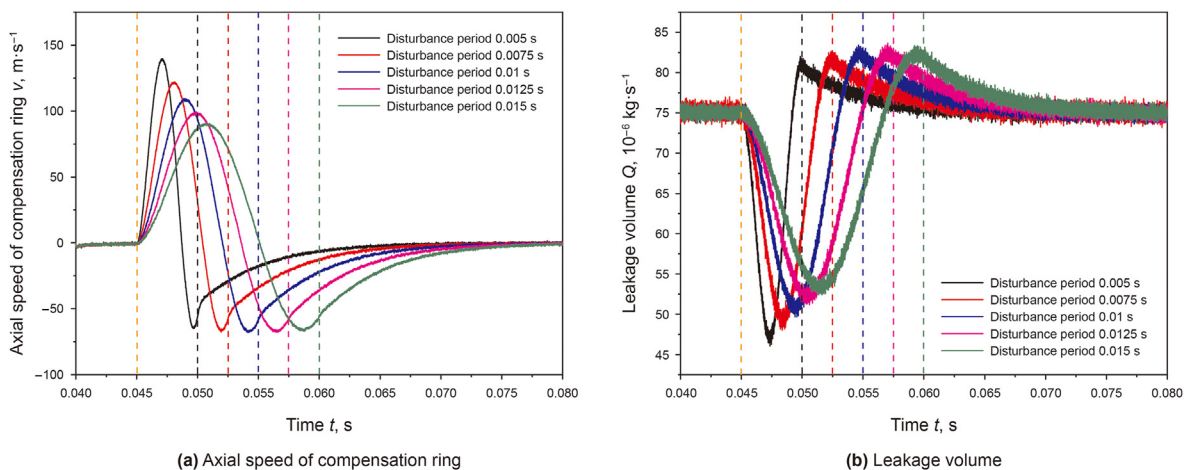 Axial speed of compensation ring v, m·s⁻¹
150
100
50
0
−50
−100
Disturbance period 0.005 s
Disturbance period 0.0075 s
Disturbance period 0.01 s
Disturbance period 0.0125 s
Disturbance period 0.015 s
0.040 0.045 0.050 0.055 0.060 0.065 0.070 0.075 0.080
Time t, s
(a) Axial speed of compensation ring
Leakage volume Q, 10⁻⁶ kg·s⁻¹
85
80
75
70
65
60
55
50
45
Disturbance period 0.005 s
Disturbance period 0.0075 s
Disturbance period 0.01 s
Disturbance period 0.0125 s
Disturbance period 0.015 s
0.040 0.045 0.050 0.055 0.060 0.065 0.070 0.075 0.080
Time t, s
(b) Leakage volume